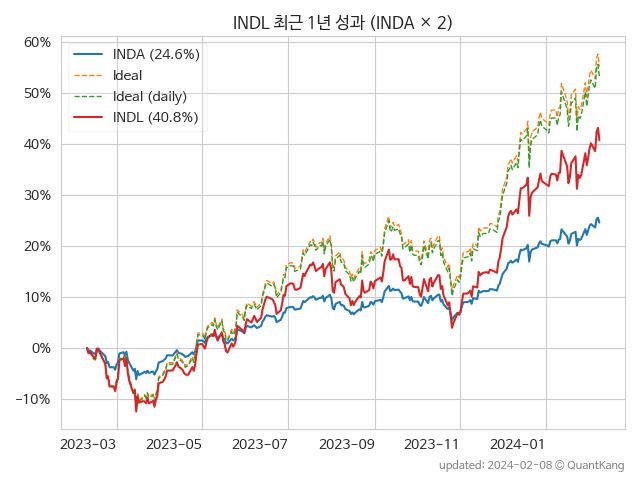 INDL 최근 1년 성과 (INDA × 2)
60%
50%
40%
30%
20%
10%
0%
−10%
INDA (24.6%)
Ideal
Ideal (daily)
INDL (40.8%)
2023-03
2023-05
2023-07
2023-09
2023-11
2024-01
updated: 2024-02-08 © QuantKang